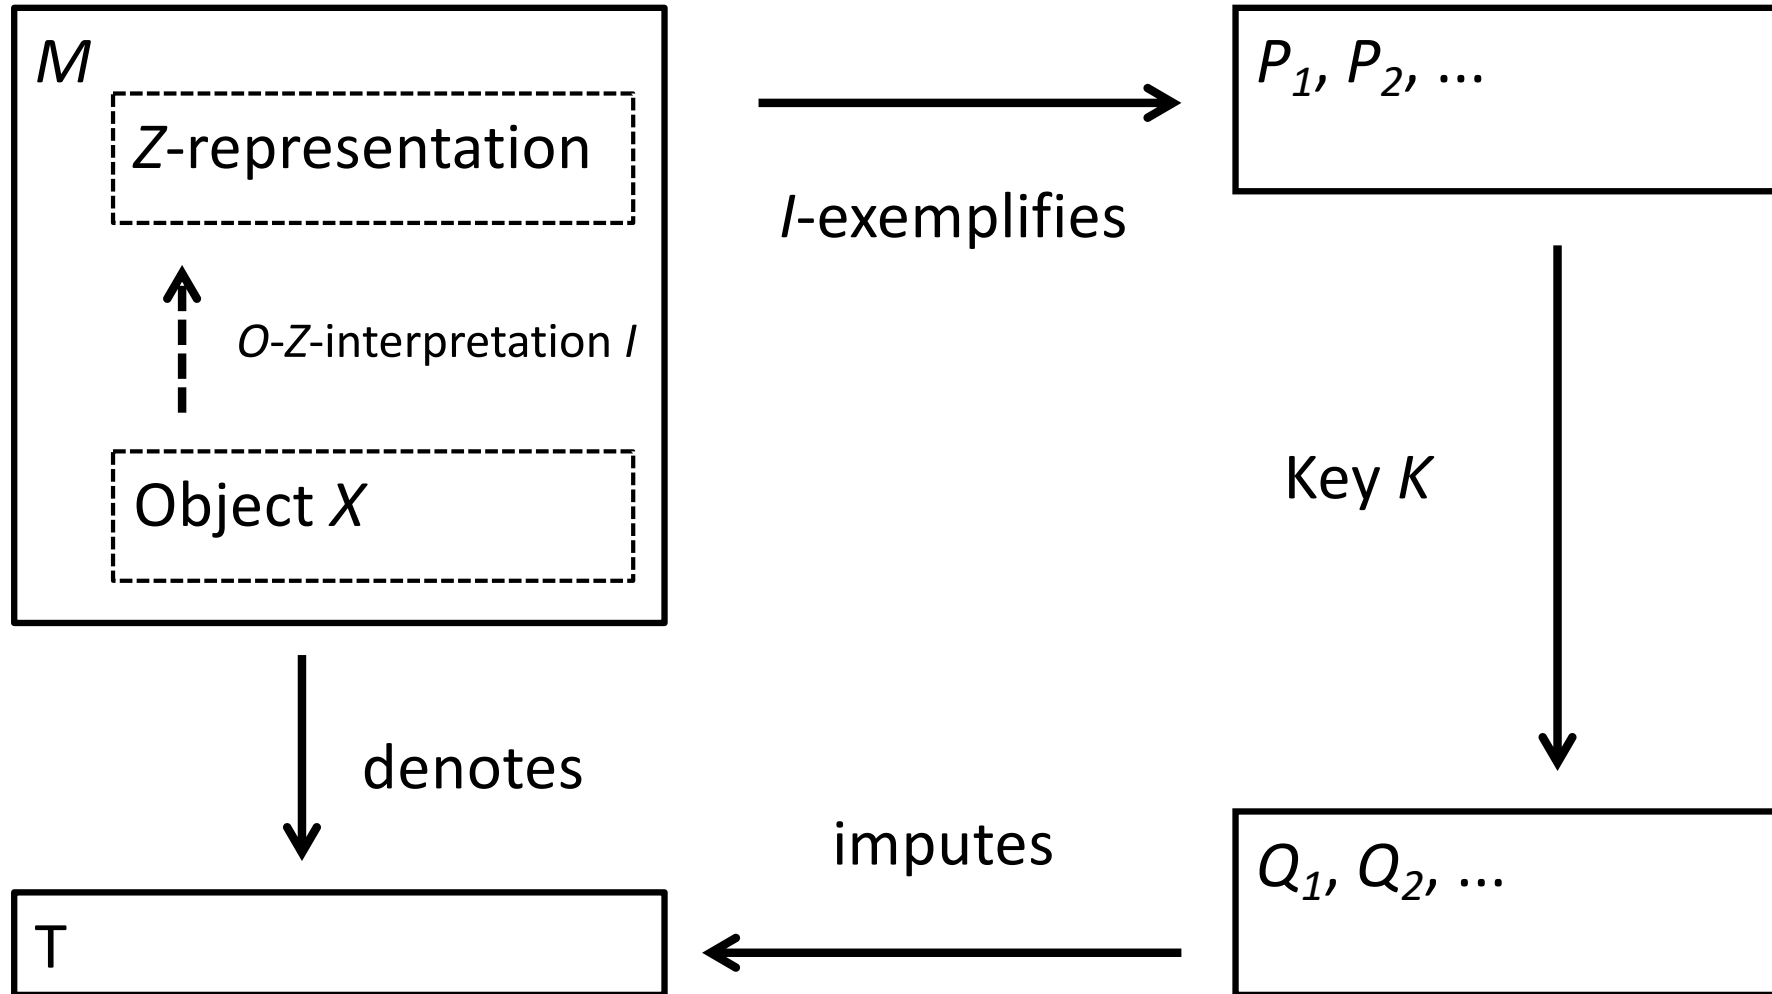 M
Z-representation
O-Z-interpretation I
Object X
I-exemplifies
P1, P2, ...
Key K
denotes
imputes
T
Q1, Q2, ...